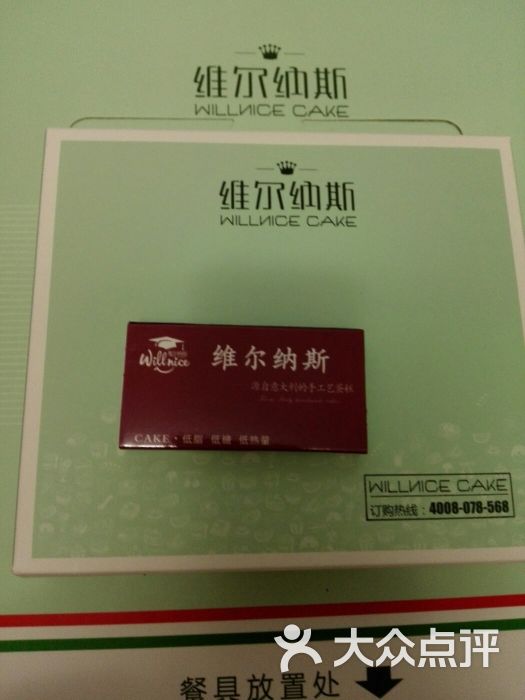 维尔纳斯
WILLNICE CAKE
维尔纳斯
WILLNICE CAKE
Willnice
维尔纳斯
源自意大利的手工艺蛋糕
CAKE·低脂 低糖 低热量
WILLNICE CAKE
订购热线：4008-078-568
大众点评
餐具放置处